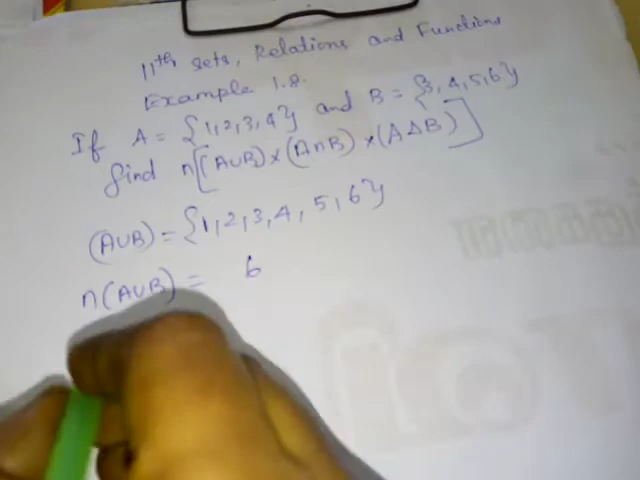 11th Sets, Relations and Functions
Example 1.8.
If A = {1,2,3,4} and B = {3,4,5,6}
find n[(A∪B)×(A∩B)×(AΔB)]
(A∪B) = {1,2,3,4,5,6}
n(A∪B) = 6